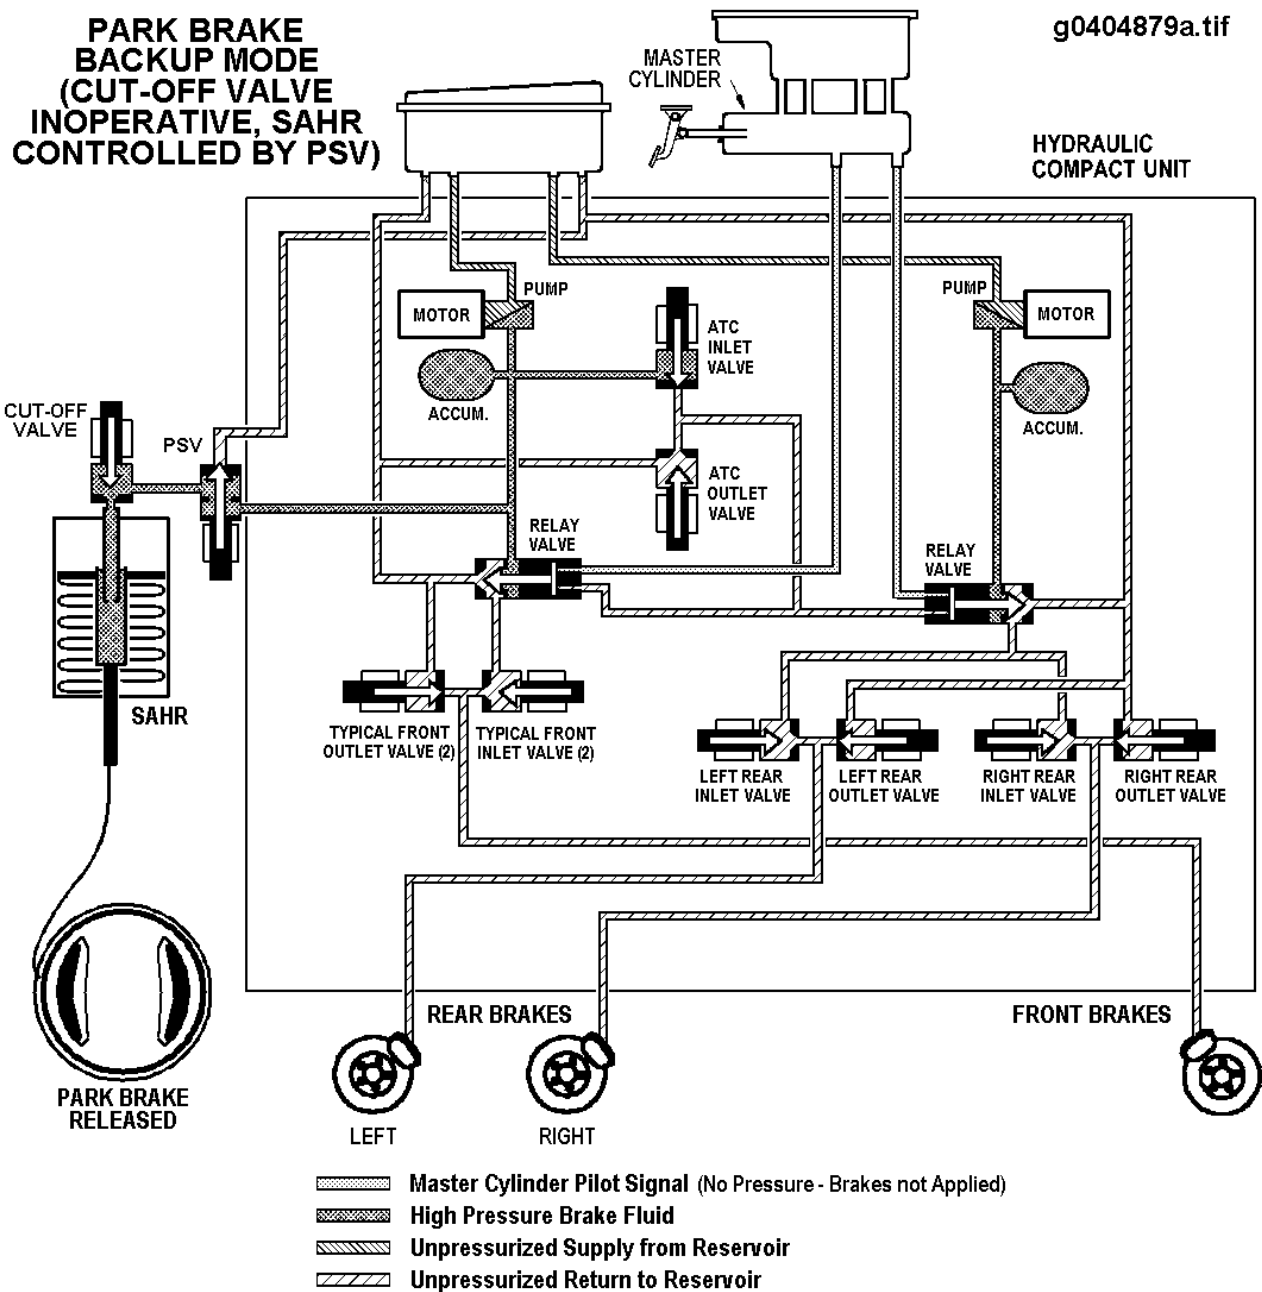 PARK BRAKE
BACKUP MODE
(CUT-OFF VALVE
INOPERATIVE, SAHR
CONTROLLED BY PSV)
g0404879a.tif
MASTER
CYLINDER
HYDRAULIC
COMPACT UNIT
PUMP
MOTOR
ATC
INLET
VALVE
PUMP
MOTOR
ACCUM.
ACCUM.
CUT-OFF
VALVE
PSV
ATC
OUTLET
VALVE
RELAY
VALVE
RELAY
VALVE
SAHR
TYPICAL FRONT
OUTLET VALVE (2)
TYPICAL FRONT
INLET VALVE (2)
LEFT REAR
INLET VALVE
LEFT REAR
OUTLET VALVE
RIGHT REAR
INLET VALVE
RIGHT REAR
OUTLET VALVE
REAR BRAKES
FRONT BRAKES
PARK BRAKE
RELEASED
LEFT
RIGHT
Master Cylinder Pilot Signal (No Pressure - Brakes not Applied)
High Pressure Brake Fluid
Unpressurized Supply from Reservoir
Unpressurized Return to Reservoir